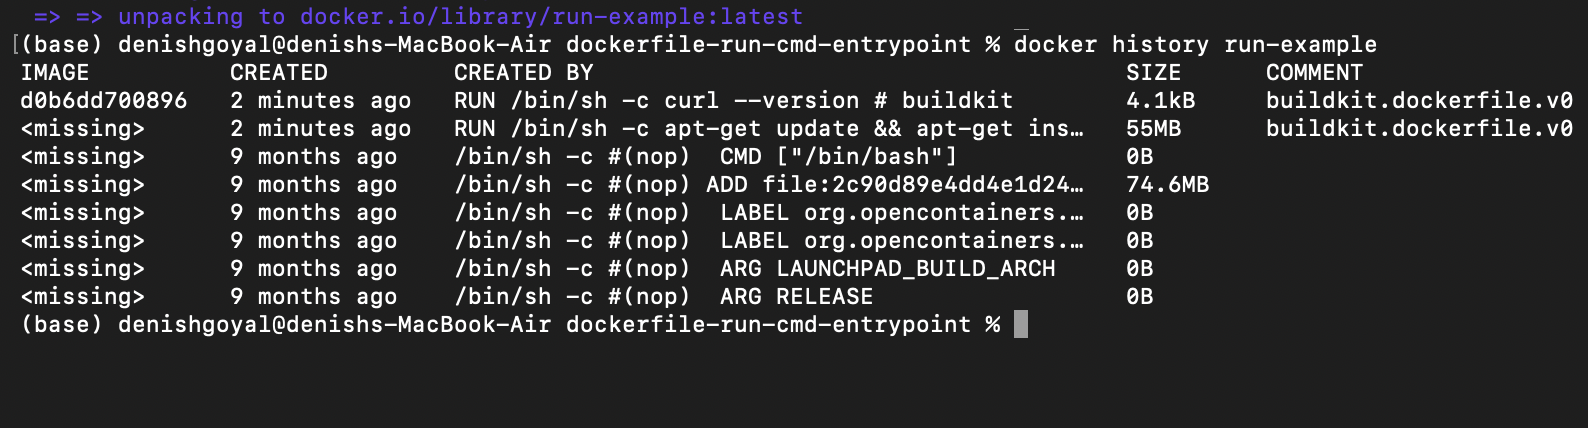 => => unpacking to docker.io/library/run-example:latest
[(base) denishgoyal@denishs-MacBook-Air dockerfile-run-cmd-entrypoint % docker history run-example
IMAGE CREATED CREATED BY SIZE COMMENT
d0b6dd700896 2 minutes ago RUN /bin/sh -c curl --version # buildkit 4.1kB buildkit.dockerfile.v0
<missing> 2 minutes ago RUN /bin/sh -c apt-get update && apt-get ins… 55MB buildkit.dockerfile.v0
<missing> 9 months ago /bin/sh -c #(nop) CMD ["/bin/bash"] 0B
<missing> 9 months ago /bin/sh -c #(nop) ADD file:2c90d89e4dd4e1d24… 74.6MB
<missing> 9 months ago /bin/sh -c #(nop) LABEL org.opencontainers.… 0B
<missing> 9 months ago /bin/sh -c #(nop) LABEL org.opencontainers.… 0B
<missing> 9 months ago /bin/sh -c #(nop) ARG LAUNCHPAD_BUILD_ARCH 0B
<missing> 9 months ago /bin/sh -c #(nop) ARG RELEASE 0B
(base) denishgoyal@denishs-MacBook-Air dockerfile-run-cmd-entrypoint %